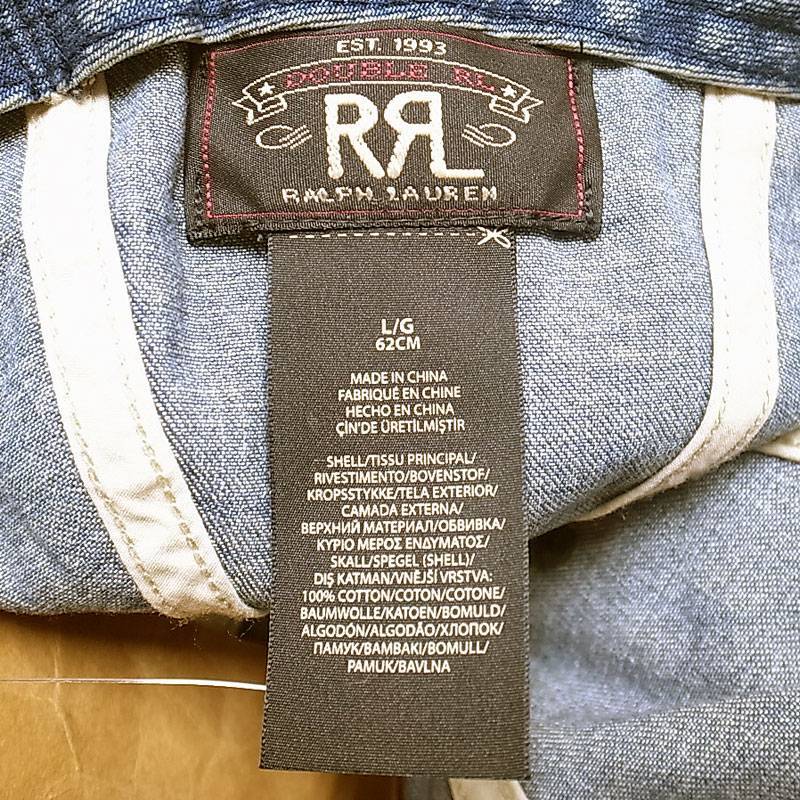 EST. 1993
DOUBLE RL
RRL
RALPH LAUREN
L/G
62CM
MADE IN CHINA
FABRIQUÉ EN CHINE
HECHO EN CHINA
ÇİN'DE ÜRETİLMİŞTİR
SHELL/TISSU PRINCIPAL/
RIVESTIMENTO/BOVENSTOF/
KROPSSTYKKE/TELA EXTERIOR/
CAMADA EXTERNA/
ВЕРХНИЙ МАТЕРИАЛ/ОБВИВКА/
ΚΥΡΙΟ ΜΕΡΟΣ ΕΝΔΥΜΑΤΟΣ/
SKALL/SPEGEL (SHELL)/
DIŞ KATMAN/VNĚJŠÍ VRSTVA:
100% COTTON/COTON/COTONE/
BAUMWOLLE/KATOEN/BOMULD/
ALGODÓN/ALGODÃO/ХЛОПОК/
ПАМУК/ΒΑΜΒΑΚΙ/BOMULL/
PAMUK/BAVLNA